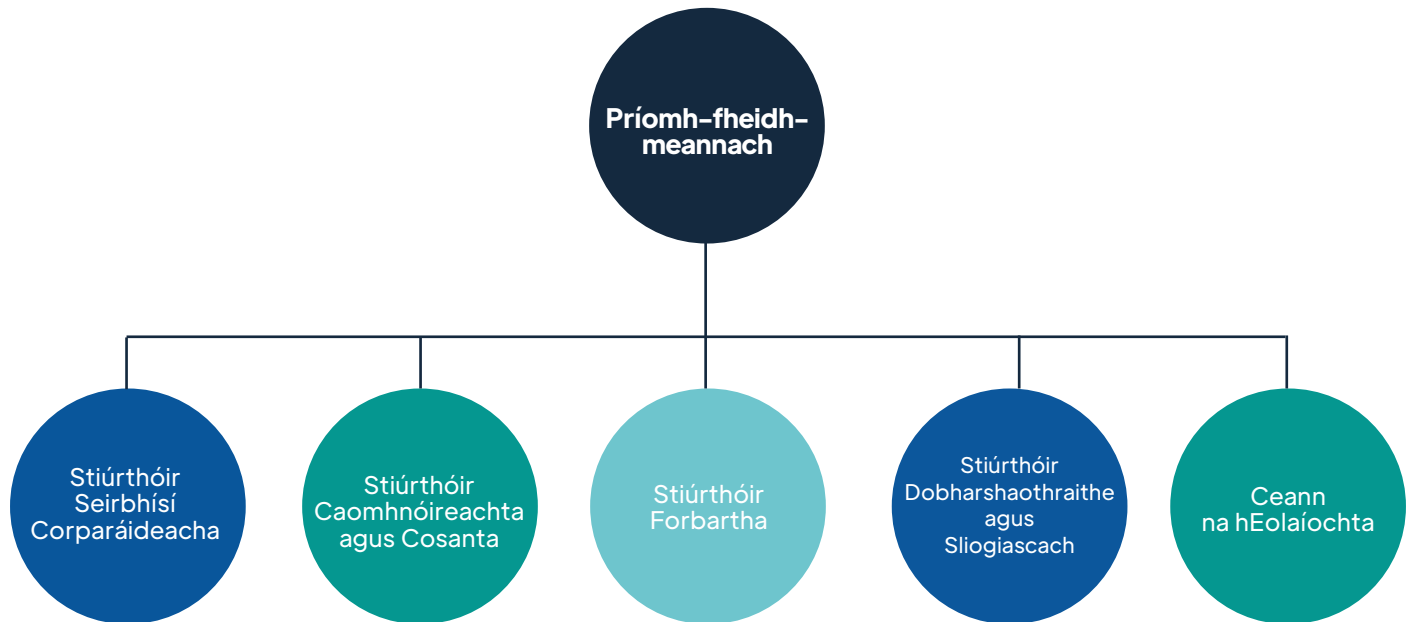 Príomh-fheidh-
meannach
Stiúrthóir
Seirbhísí
Corparáideacha
Stiúrthóir
Caomhnóireachta
agus Cosanta
Stiúrthóir
Forbartha
Stiúrthóir
Dobharshaothraithe
agus
Sliogiascach
Ceann
na hEolaíochta